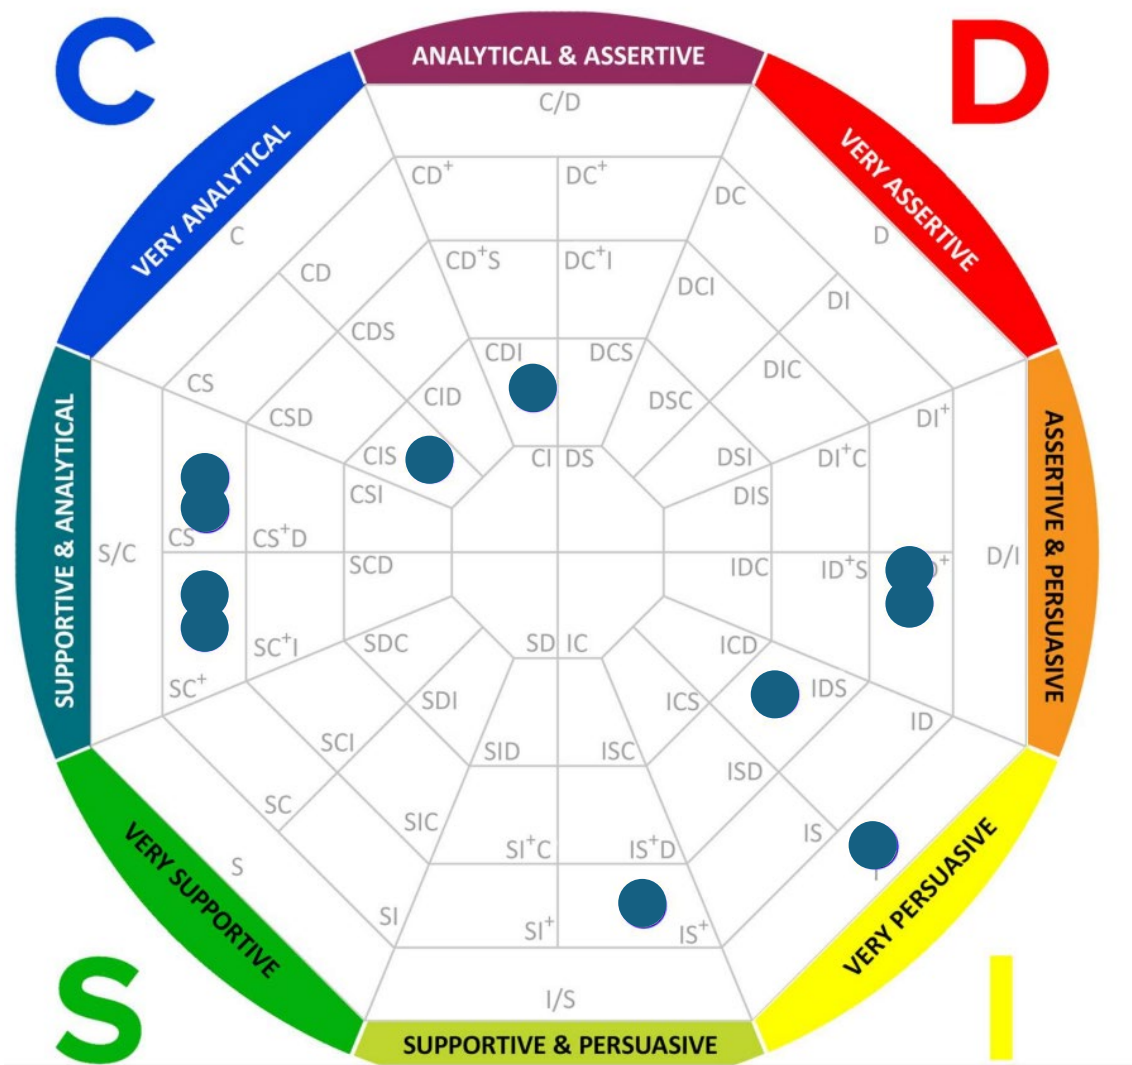 C
D
ANALYTICAL & ASSERTIVE
VERY ANALYTICAL
VERY ASSERTIVE
C/D
CD+
DC+
DC
C
D
CD
CD+S
DC+I
DCI
DI
CDS
CDI
DCS
DIC
CS
CID
DSC
CSD
DI+
CIS
CI
DS
DSI
DI+C
SUPPORTIVE & ANALYTICAL
ASSERTIVE & PERSUASIVE
CSI
DIS
CS
CS+D
S/C
D/I
SCD
IDC
ID+S
+
SC+I
SDC
SD
IC
ICD
SC+
SDI
ICS
IDS
ID
SCI
SID
ISC
ISD
SC
SIC
IS
SI+C
IS+D
S
SI
SI+
IS+
VERY SUPPORTIVE
VERY PERSUASIVE
I/S
S
I
SUPPORTIVE & PERSUASIVE